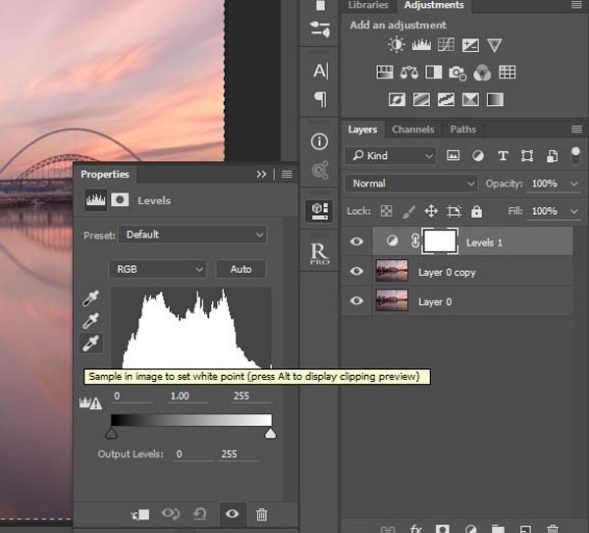 Libraries Adjustments
Add an adjustment
A
Layers Channels Paths
Kind
T
Properties
Normal Opacity: 100%
Levels
Lock: Fill: 100%
Preset: Default
Levels 1
R
PRO
RGB Auto
Layer 0 copy
Layer 0
Sample in image to set white point (press Alt to display clipping preview)
0 1.00 255
Output Levels: 0 255
fx